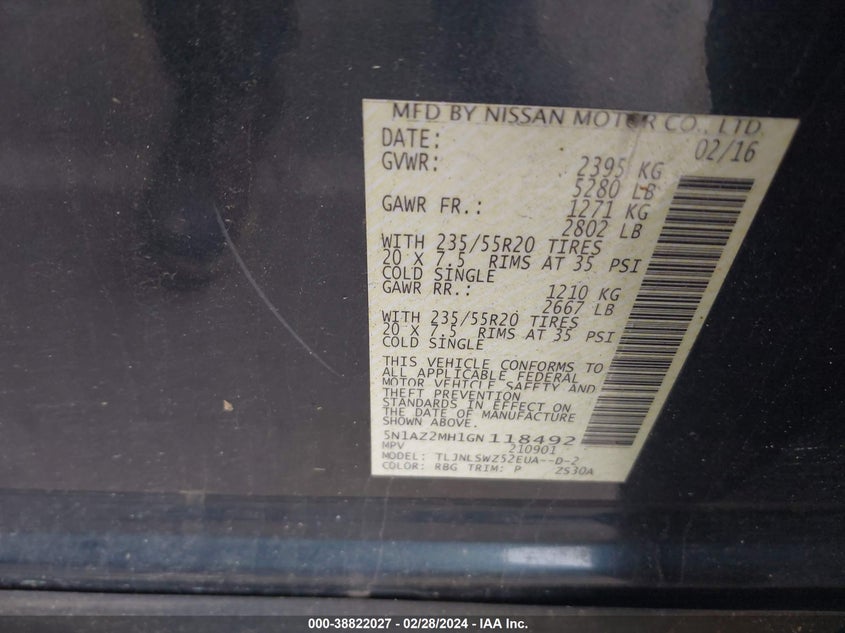 MFD BY NISSAN MOTOR CO., LTD.
DATE: 02/16
GVWR: 2395 KG
5280 LB
GAWR FR.: 1271 KG
2802 LB
WITH 235/55R20 TIRES
20 X 7.5 RIMS AT 35 PSI
COLD SINGLE
GAWR RR.: 1210 KG
2667 LB
WITH 235/55R20 TIRES
20 X 7.5 RIMS AT 35 PSI
COLD SINGLE
THIS VEHICLE CONFORMS TO
ALL APPLICABLE FEDERAL
MOTOR VEHICLE SAFETY AND
THEFT PREVENTION
STANDARDS IN EFFECT ON
THE DATE OF MANUFACTURE
SHOWN ABOVE.
5N1AZ2MH1GN118492
MPV 210901
MODEL: TLJNLSWZ52EUA--D-2
COLOR: RBG TRIM: P 2S30A
000-38822027 - 02/28/2024 - IAA Inc.